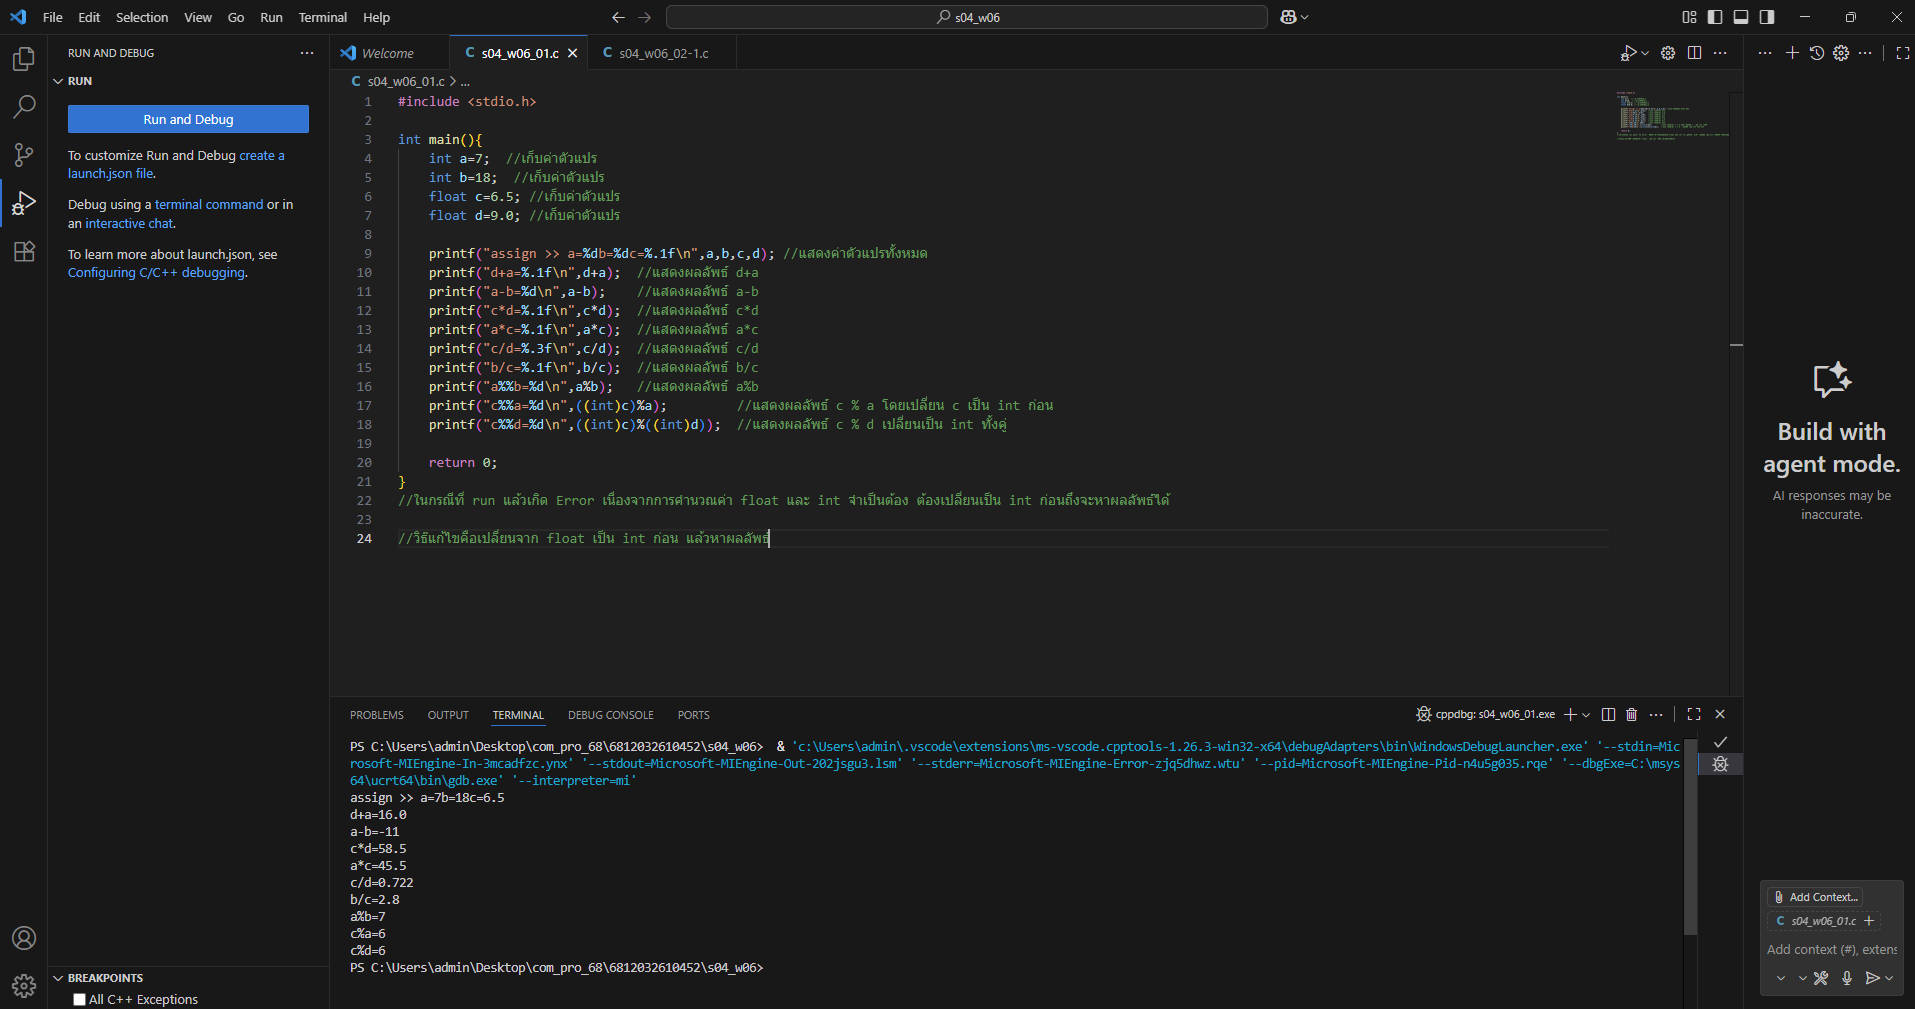 File Edit Selection View Go Run Terminal Help
s04_w06
RUN AND DEBUG
RUN
Run and Debug
To customize Run and Debug create a
launch.json file.
Debug using a terminal command or in
an interactive chat.
To learn more about launch.json, see
Configuring C/C++ debugging.
BREAKPOINTS
All C++ Exceptions
Welcome
C s04_w06_01.c
C s04_w06_02-1.c
C s04_w06_01.c > ...
1 #include <stdio.h>
2
3 int main(){
4 int a=7; //เก็บค่าตัวแปร
5 int b=18; //เก็บค่าตัวแปร
6 float c=6.5; //เก็บค่าตัวแปร
7 float d=9.0; //เก็บค่าตัวแปร
8
9 printf("assign >> a=%db=%dc=%.1f\n",a,b,c,d); //แสดงค่าตัวแปรทั้งหมด
10 printf("d+a=%.1f\n",d+a); //แสดงผลลัพธ์ d+a
11 printf("a-b=%d\n",a-b); //แสดงผลลัพธ์ a-b
12 printf("c*d=%.1f\n",c*d); //แสดงผลลัพธ์ c*d
13 printf("a*c=%.1f\n",a*c); //แสดงผลลัพธ์ a*c
14 printf("c/d=%.3f\n",c/d); //แสดงผลลัพธ์ c/d
15 printf("b/c=%.1f\n",b/c); //แสดงผลลัพธ์ b/c
16 printf("a%%b=%d\n",a%b); //แสดงผลลัพธ์ a%b
17 printf("c%%a=%d\n",((int)c)%a); //แสดงผลลัพธ์ c % a โดยเปลี่ยน c เป็น int ก่อน
18 printf("c%%d=%d\n",((int)c)%((int)d)); //แสดงผลลัพธ์ c % d เปลี่ยนเป็น int ทั้งคู่
19
20 return 0;
21 }
22 //ในกรณีที่ run แล้วเกิด Error เนื่องจากการคำนวณค่า float และ int จำเป็นต้อง ต้องเปลี่ยนเป็น int ก่อนถึงจะหาผลลัพธ์ได้
23
24 //วิธีแก้ไขคือเปลี่ยนจาก float เป็น int ก่อน แล้วหาผลลัพธ์
PROBLEMS OUTPUT TERMINAL DEBUG CONSOLE PORTS
cppdbg: s04_w06_01.exe
PS C:\Users\admin\Desktop\com_pro_68\6812032610452\s04_w06> & 'c:\Users\admin\.vscode\extensions\ms-vscode.cpptools-1.26.3-win32-x64\debugAdapters\bin\WindowsDebugLauncher.exe' '--stdin=Mic
rosoft-MIEngine-In-3mcadfzc.ynx' '--stdout=Microsoft-MIEngine-Out-202jsgu3.lsm' '--stderr=Microsoft-MIEngine-Error-zjq5dhwz.wtu' '--pid=Microsoft-MIEngine-Pid-n4u5g035.rqe' '--dbgExe=C:\msys
64\ucrt64\bin\gdb.exe' '--interpreter=mi'
assign >> a=7b=18c=6.5
d+a=16.0
a-b=-11
c*d=58.5
a*c=45.5
c/d=0.722
b/c=2.8
a%b=7
c%a=6
c%d=6
PS C:\Users\admin\Desktop\com_pro_68\6812032610452\s04_w06>
Build with
agent mode.
AI responses may be
inaccurate.
Add Context...
C s04_w06_01.c +
Add context (#), extens